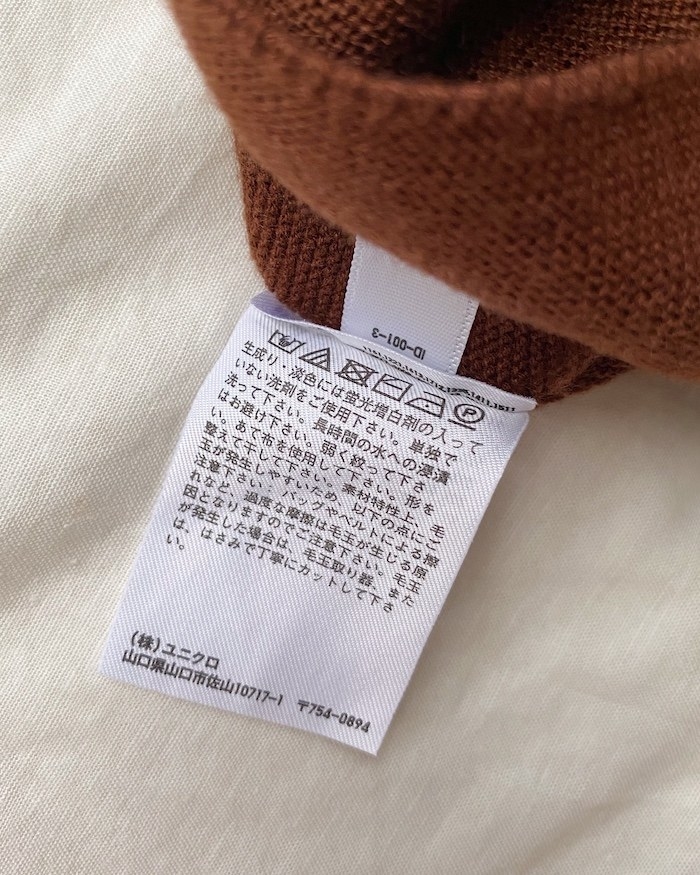 ID-001-3
P
生成り・淡色には蛍光増白剤の入って
いない洗剤をご使用下さい。単独で
洗って下さい。長時間の水への浸漬
はお避け下さい。弱く絞って下さ
い。あて布を使用して下さい。形を
整えて干して下さい。素材特性上、毛
玉が発生しやすいため、以下の点にご
注意下さい。・バッグやベルトによる擦
れなど、過度な摩擦は毛玉が生じる原
因となりますのでご注意下さい。毛玉
が発生した場合は、毛玉取り器、また
は、はさみで丁寧にカットして下さ
い。
(株)ユニクロ
山口県山口市佐山10717-1 〒754-0894